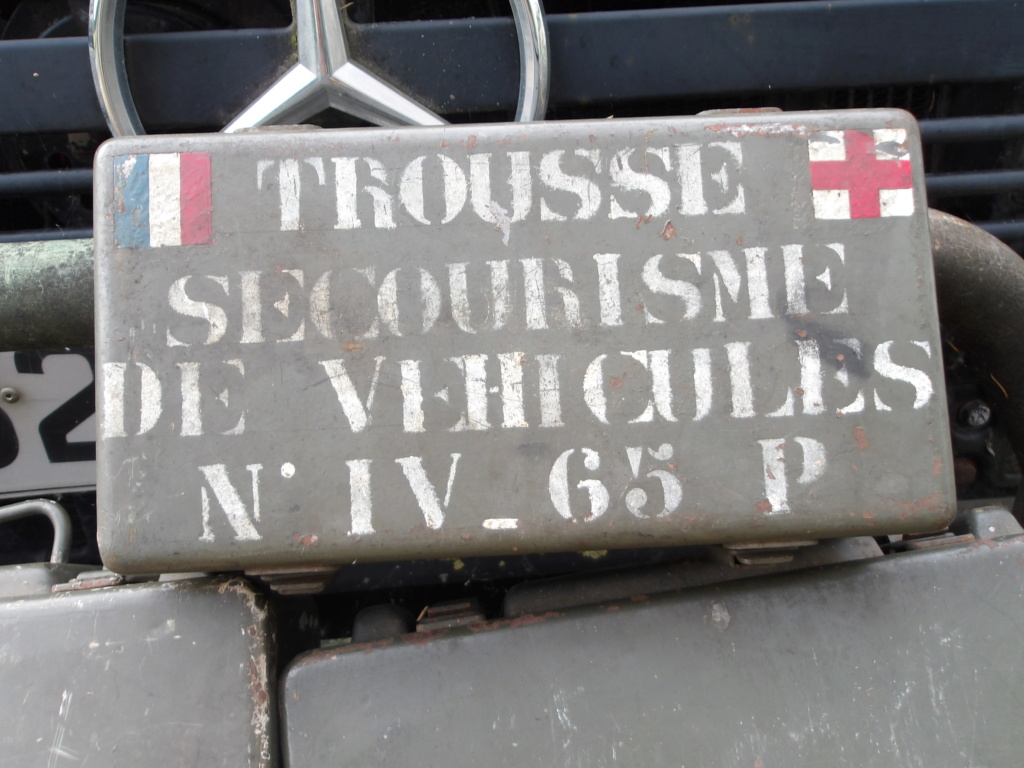 TROUSSE
SECOURISME
DE VEHICULES
N° IV_65 P